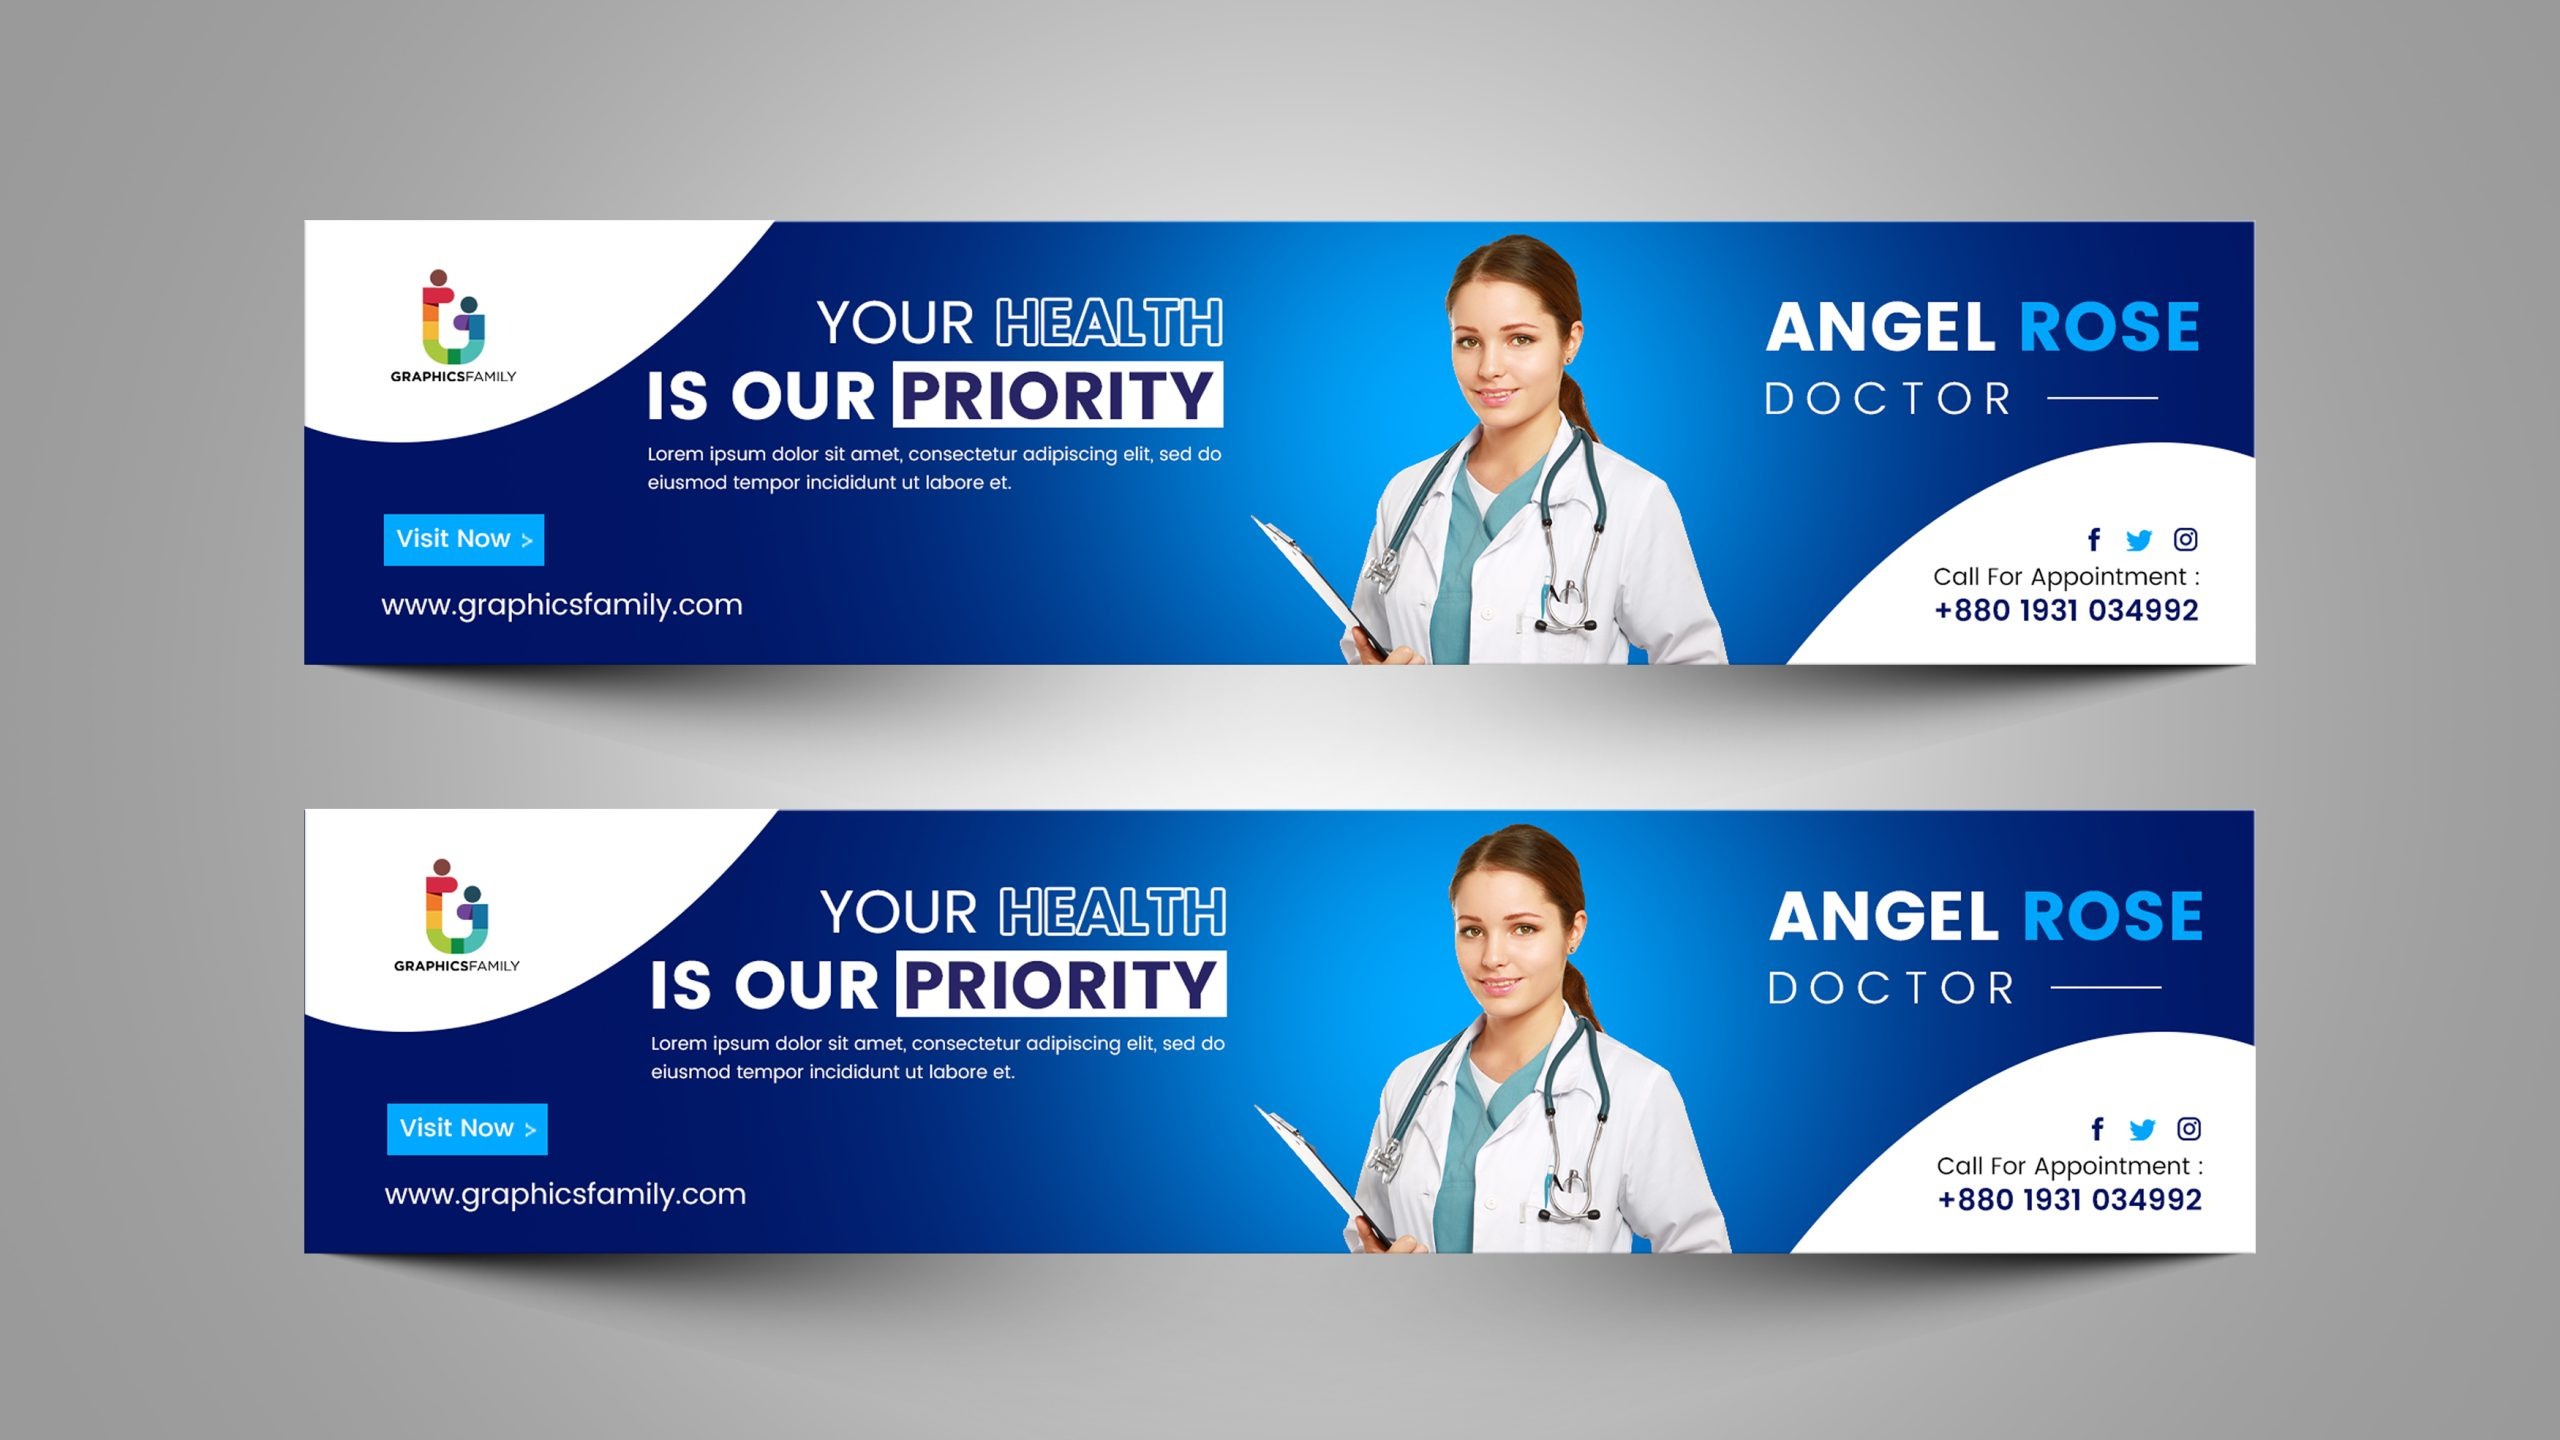 GRAPHICSFAMILY
YOUR HEALTH
IS OUR PRIORITY
Lorem ipsum dolor sit amet, consectetur adipiscing elit, sed do
eiusmod tempor incididunt ut labore et.
Visit Now >
www.graphicsfamily.com
ANGEL ROSE
DOCTOR
Call For Appointment :
+880 1931 034992
GRAPHICSFAMILY
YOUR HEALTH
IS OUR PRIORITY
Lorem ipsum dolor sit amet, consectetur adipiscing elit, sed do
eiusmod tempor incididunt ut labore et.
Visit Now >
www.graphicsfamily.com
ANGEL ROSE
DOCTOR
Call For Appointment :
+880 1931 034992